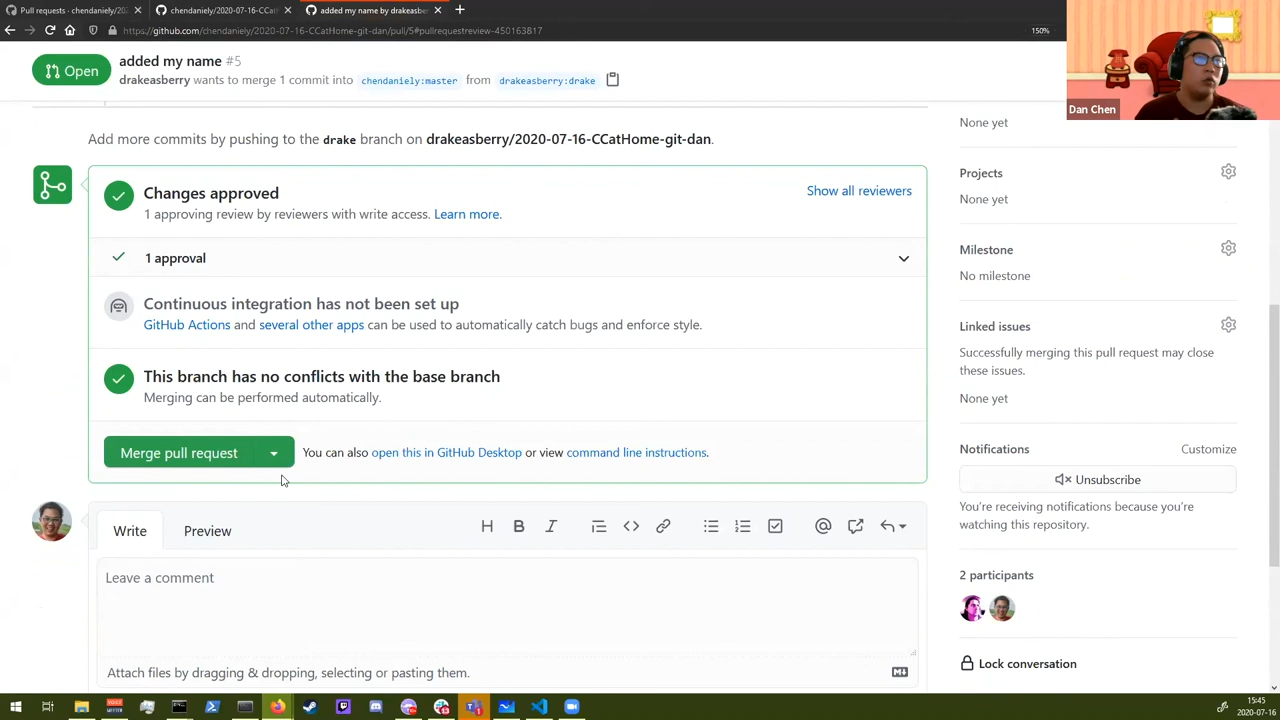 Pull requests · chendaniely/202
chendaniely/2020-07-16-CCatHom
added my name by drakeasberr
https://github.com/chendaniely/2020-07-16-CCatHome-git-dan/pull/5#pullrequestreview-450163817
150%
Open
added my name #5
drakeasberry wants to merge 1 commit into chendaniely:master from drakeasberry:drake
Dan Chen
None yet
Add more commits by pushing to the drake branch on drakeasberry/2020-07-16-CCatHome-git-dan.
Changes approved
Show all reviewers
1 approving review by reviewers with write access. Learn more.
1 approval
Continuous integration has not been set up
GitHub Actions and several other apps can be used to automatically catch bugs and enforce style.
This branch has no conflicts with the base branch
Merging can be performed automatically.
Merge pull request
You can also open this in GitHub Desktop or view command line instructions.
Write
Preview
H B I
Leave a comment
Attach files by dragging & dropping, selecting or pasting them.
Projects
None yet
Milestone
No milestone
Linked issues
Successfully merging this pull request may close
these issues.
None yet
Notifications
Customize
Unsubscribe
You're receiving notifications because you're
watching this repository.
2 participants
Lock conversation
15:45
2020-07-16